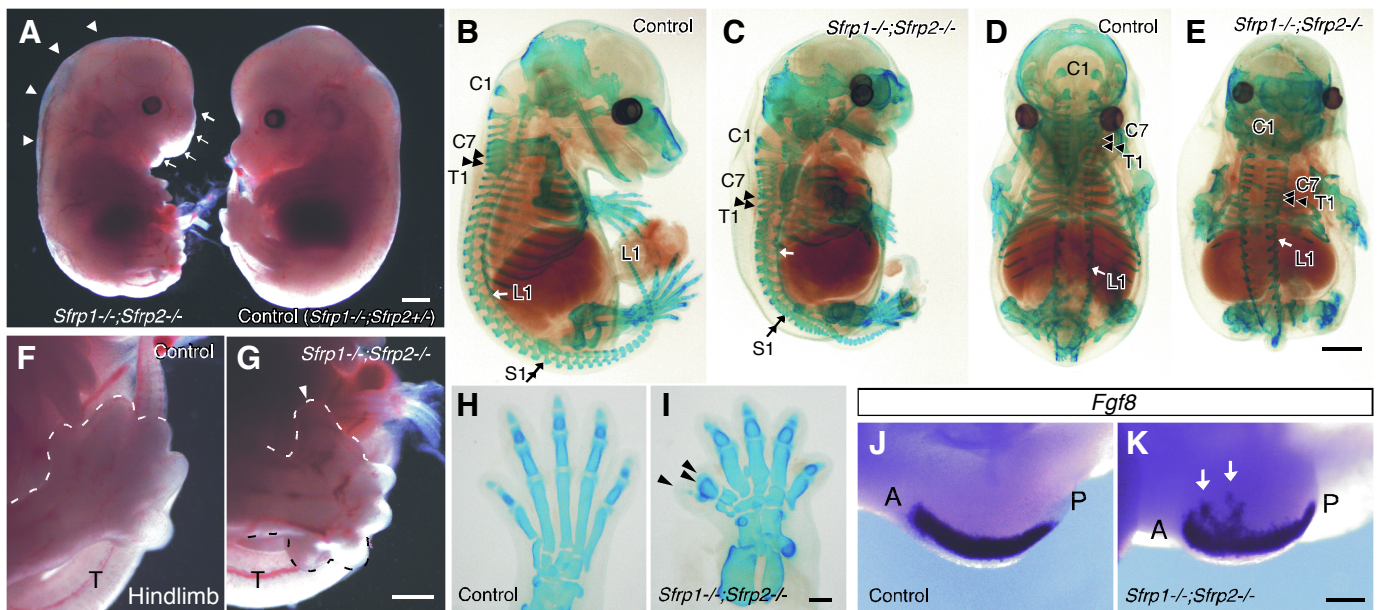 A
Sfrp1-/-;Sfrp2-/-
Control (Sfrp1-/-;Sfrp2+/-)
B
Control
C1
C7
T1
L1
S1
C
Sfrp1-/-;Sfrp2-/-
C1
C7
T1
S1
D
Control
C1
C7
T1
L1
E
Sfrp1-/-;Sfrp2-/-
C1
C7
T1
L1
F
Control
T
Hindlimb
G
Sfrp1-/-;Sfrp2-/-
T
H
Control
I
Sfrp1-/-;Sfrp2-/-
Fgf8
J
A
P
Control
K
A
P
Sfrp1-/-;Sfrp2-/-